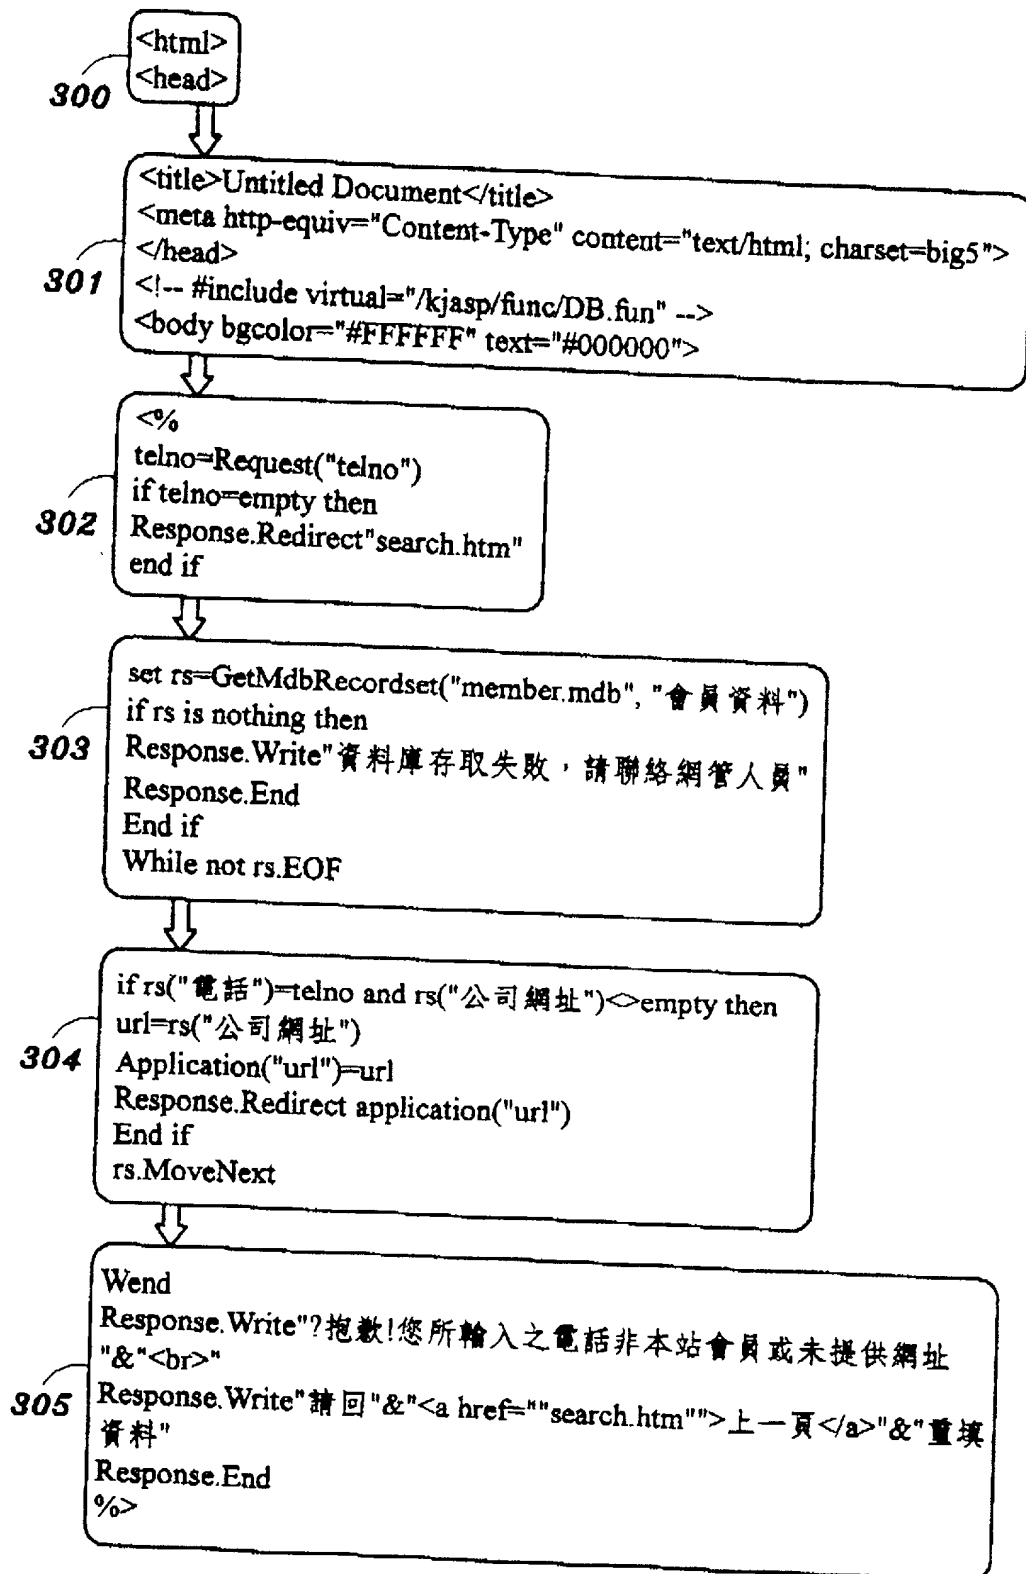 <html>
<head>
300
<title>Untitled Document</title>
<meta http-equiv="Content-Type" content="text/html; charset=big5">
</head>
<!-- #include virtual="/kjasp/func/DB.fun" -->
<body bgcolor="#FFFFFF" text="#000000">
301
<%
telno=Request("telno")
if telno=empty then
Response.Redirect"search.htm"
end if
302
set rs=GetMdbRecordset("member.mdb", "會員資料")
if rs is nothing then
Response.Write"資料庫存取失敗，請聯絡網管人員"
Response.End
End if
While not rs.EOF
303
if rs("電話")=telno and rs("公司網址")<>empty then
url=rs("公司網址")
Application("url")=url
Response.Redirect application("url")
End if
rs.MoveNext
304
Wend
Response.Write"?抱歉!您所輸入之電話非本站會員或未提供網址
"&"<br>"
Response.Write"請回"&"<a href=""search.htm"">上一頁</a>"&"重填
資料"
Response.End
%>
305